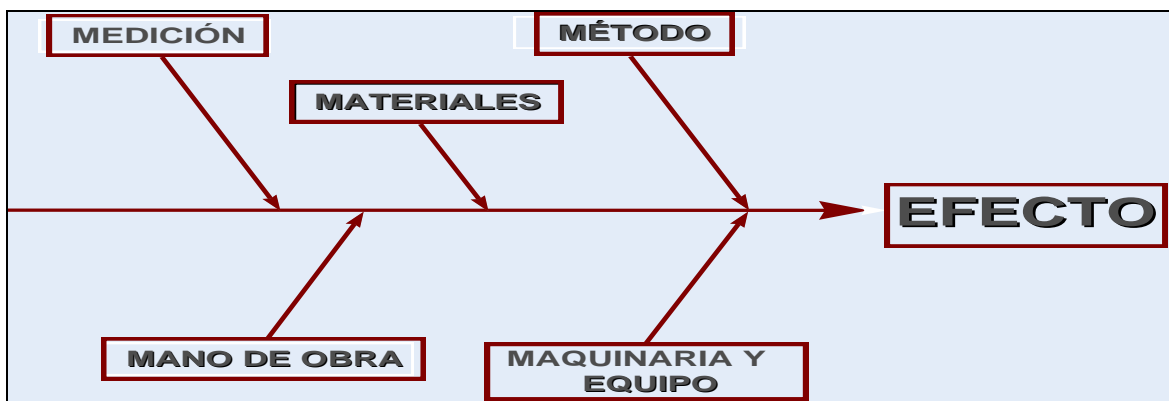 MEDICIÓN
MÉTODO
MATERIALES
EFECTO
MANO DE OBRA
MAQUINARIA Y
EQUIPO